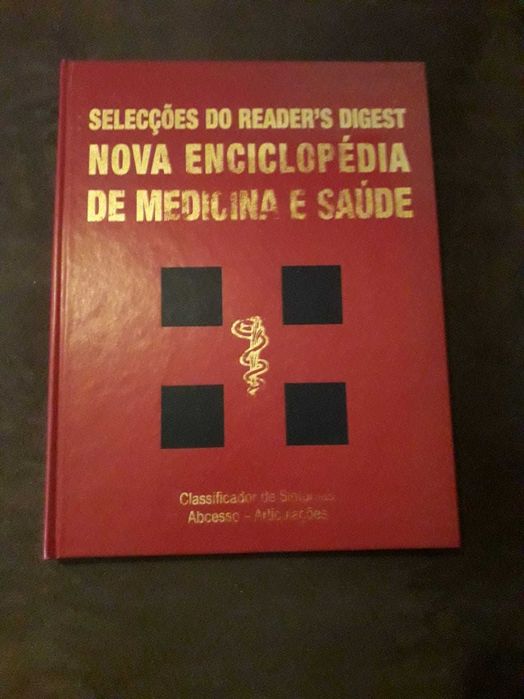 SELECÇÕES DO READER'S DIGEST
NOVA ENCICLOPÉDIA
DE MEDICINA E SAÚDE
Classificador de Sintomas
Abcesso – Articulações